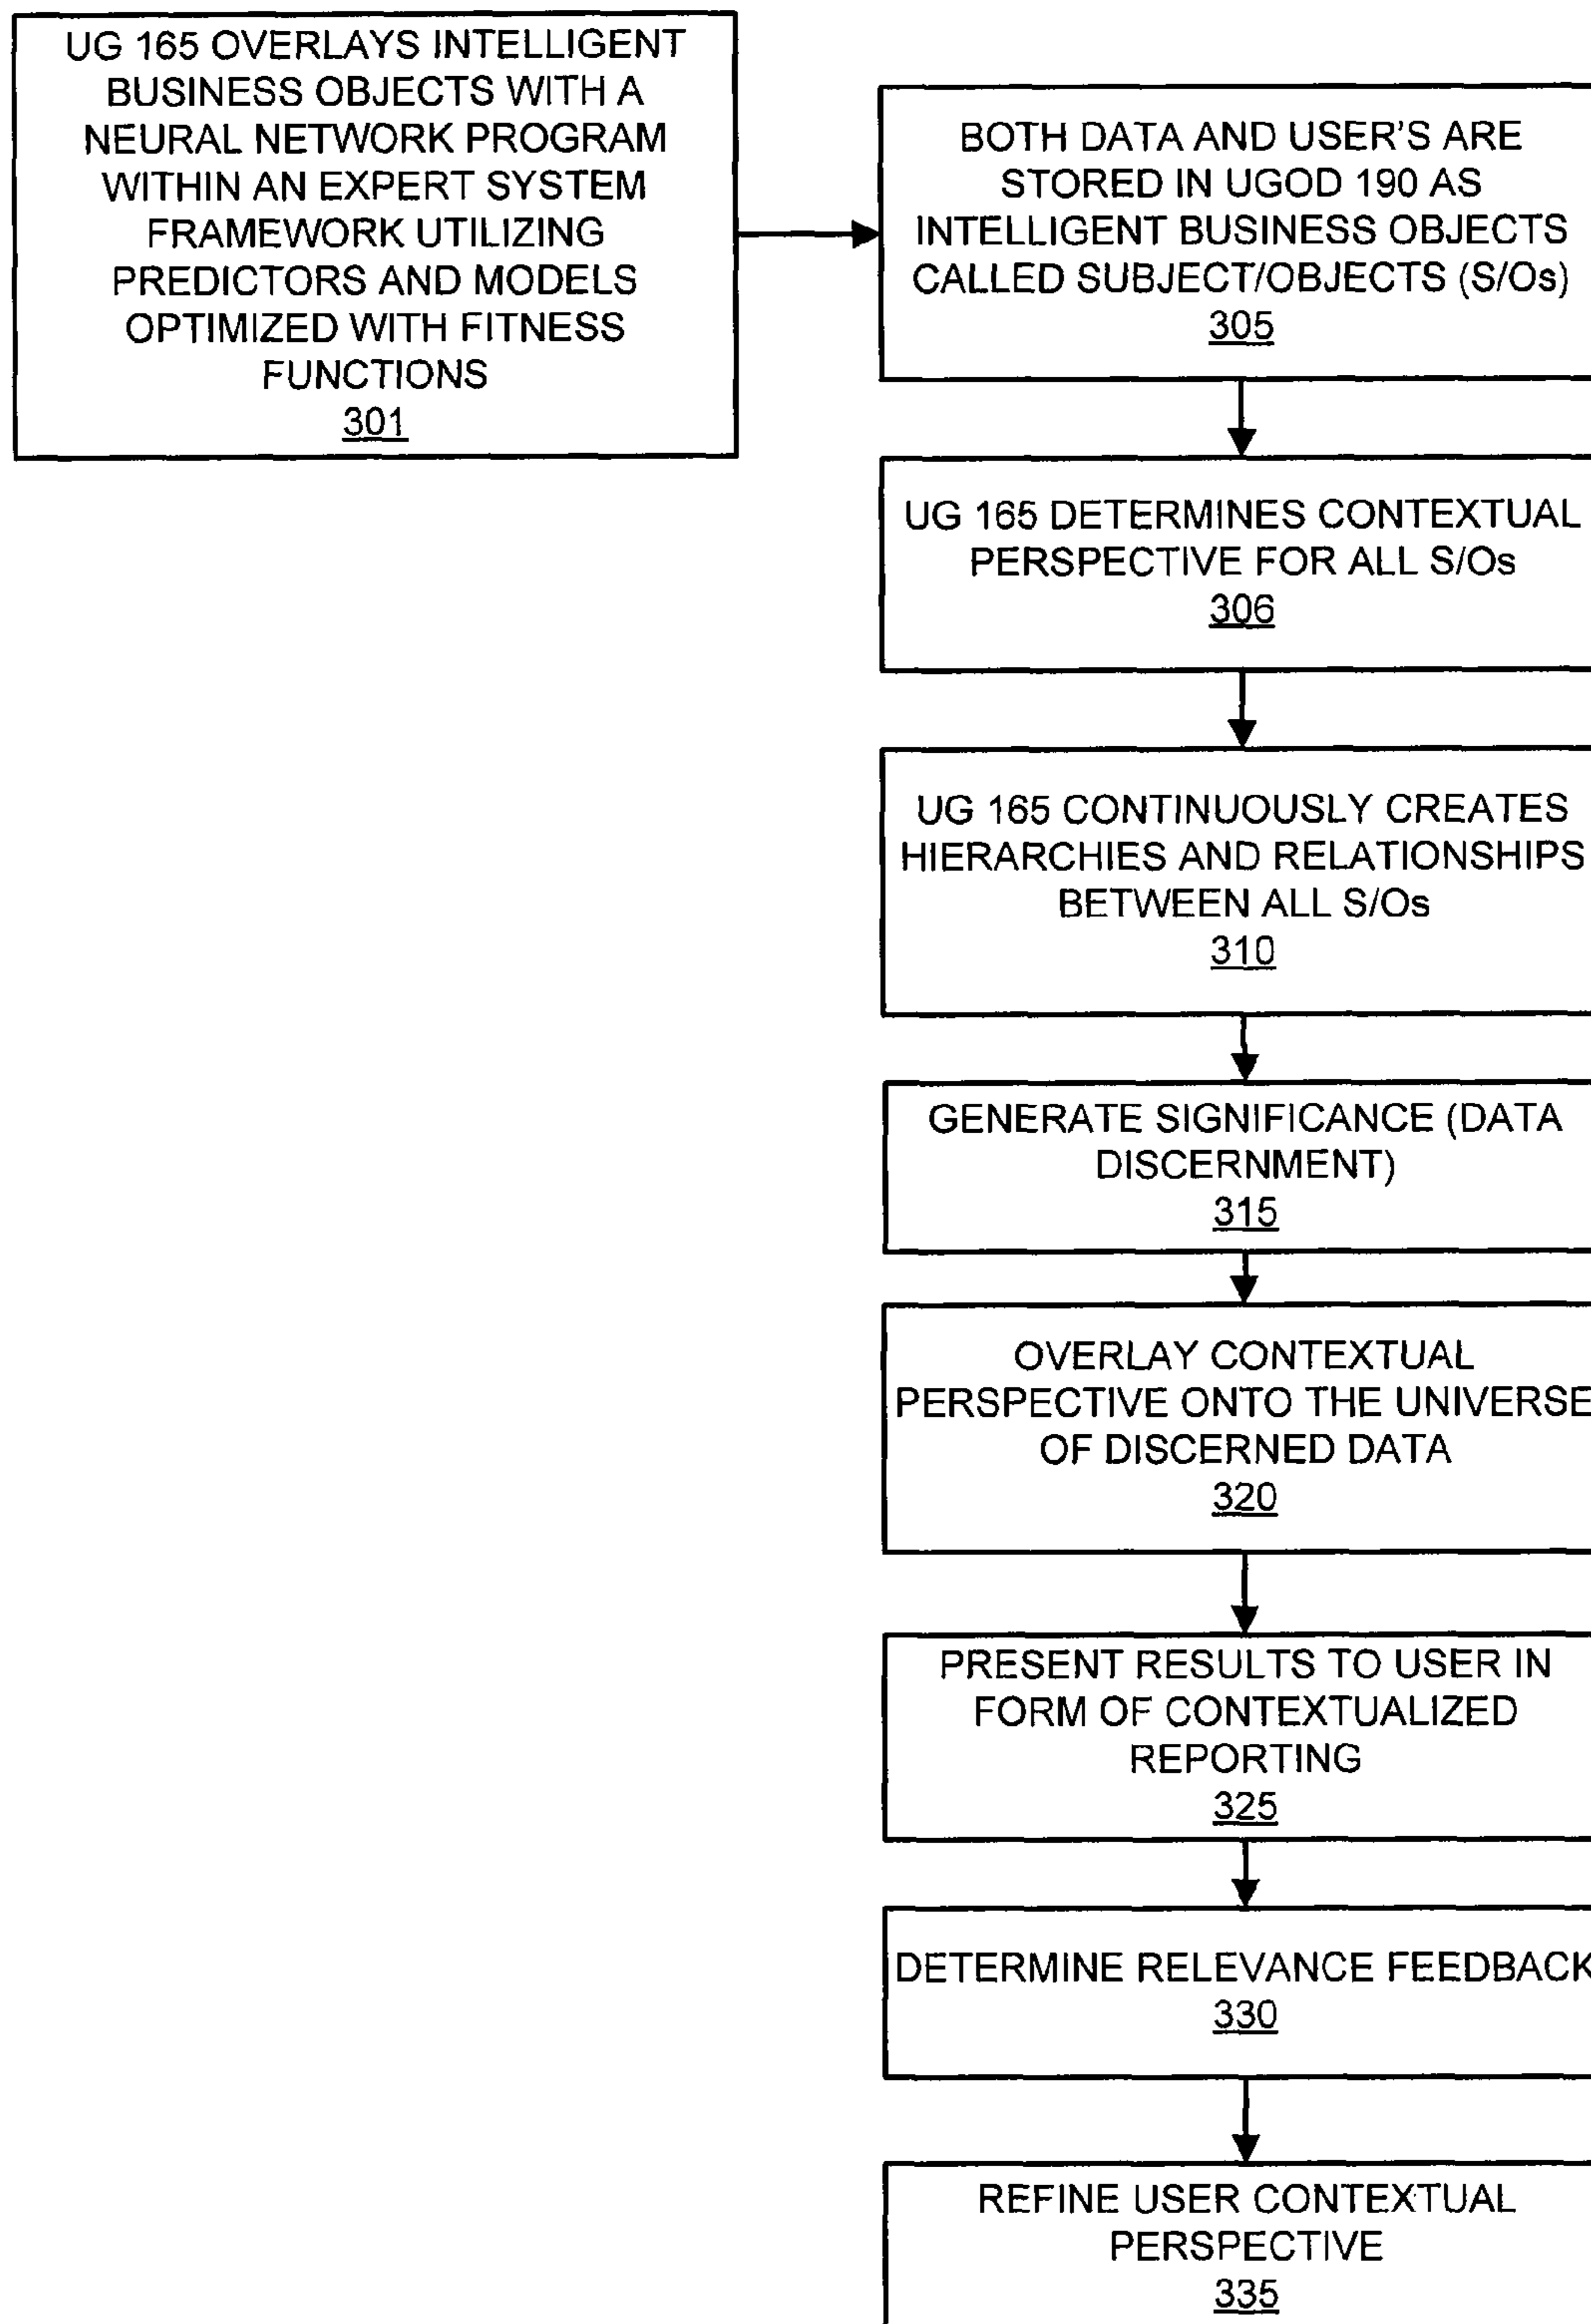 UG 165 OVERLAYS INTELLIGENT
BUSINESS OBJECTS WITH A
NEURAL NETWORK PROGRAM
WITHIN AN EXPERT SYSTEM
FRAMEWORK UTILIZING
PREDICTORS AND MODELS
OPTIMIZED WITH FITNESS
FUNCTIONS
301
BOTH DATA AND USER'S ARE
STORED IN UGOD 190 AS
INTELLIGENT BUSINESS OBJECTS
CALLED SUBJECT/OBJECTS (S/Os)
305
UG 165 DETERMINES CONTEXTUAL
PERSPECTIVE FOR ALL S/Os
306
UG 165 CONTINUOUSLY CREATES
HIERARCHIES AND RELATIONSHIPS
BETWEEN ALL S/Os
310
GENERATE SIGNIFICANCE (DATA
DISCERNMENT)
315
OVERLAY CONTEXTUAL
PERSPECTIVE ONTO THE UNIVERSE
OF DISCERNED DATA
320
PRESENT RESULTS TO USER IN
FORM OF CONTEXTUALIZED
REPORTING
325
DETERMINE RELEVANCE FEEDBACK
330
REFINE USER CONTEXTUAL
PERSPECTIVE
335